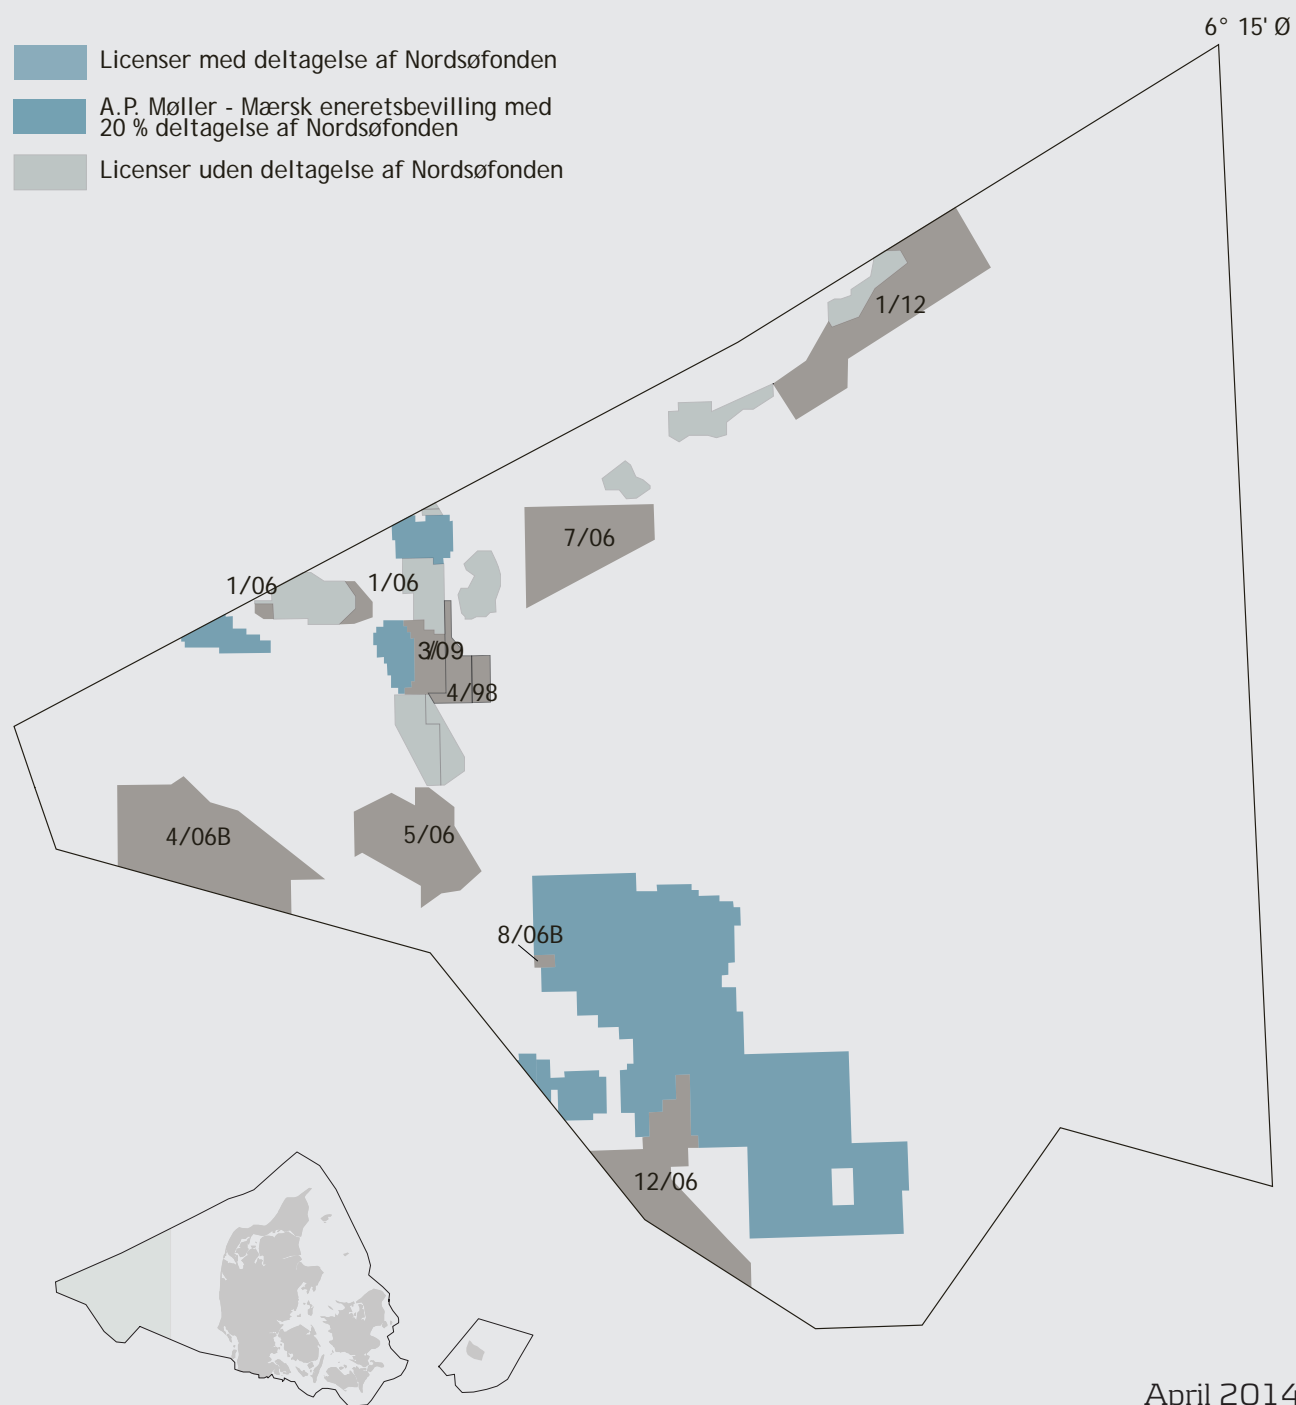 6° 15' Ø
Licenser med deltagelse af Nordsøfonden
A.P. Møller - Mærsk eneretsbevilling med
20 % deltagelse af Nordsøfonden
Licenser uden deltagelse af Nordsøfonden
1/12
7/06
1/06
1/06
3/09
4/98
4/06B
5/06
8/06B
12/06
April 2014